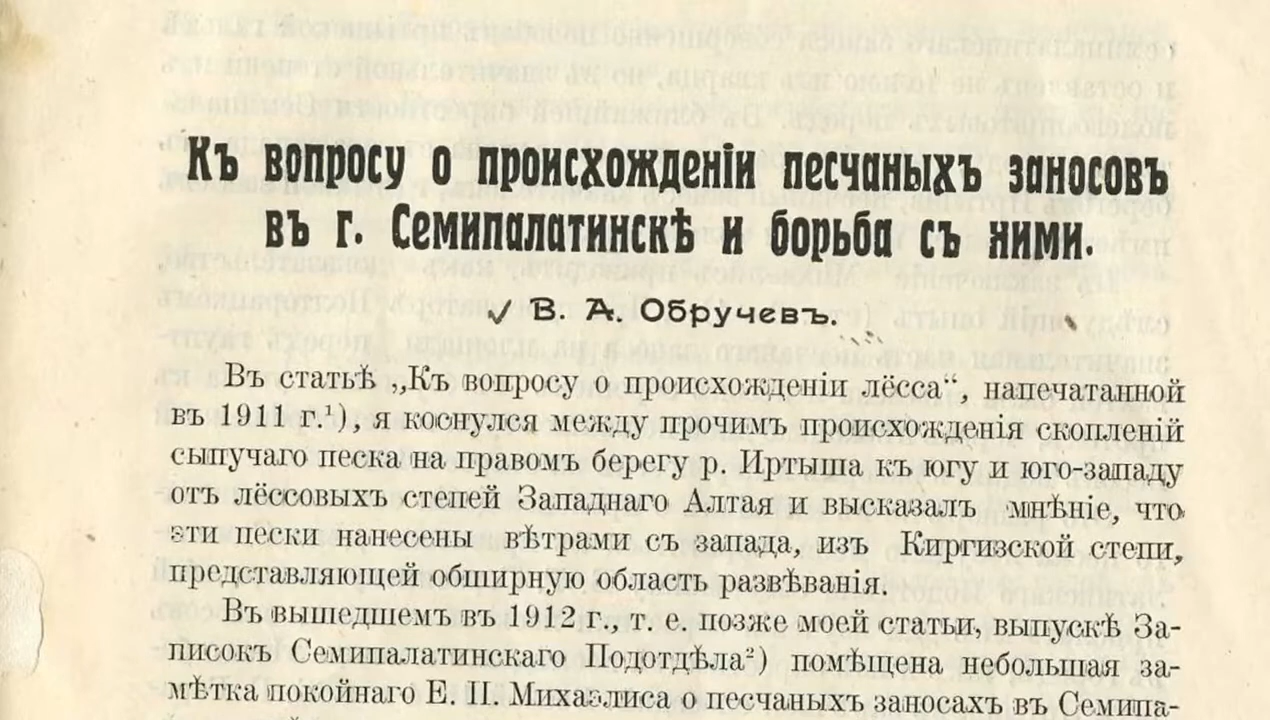 Къ вопросу о происхожденіи песчаныхъ заносовъ
въ г. Семипалатинскѣ и борьба съ ними.
В. А. Обручевъ.
Въ статьѣ „Къ вопросу о происхожденіи лёсса“, напечатанной
въ 1911 г.¹), я коснулся между прочимъ происхожденія скопленій
сыпучаго песка на правомъ берегу р. Иртыша къ югу и юго-западу
отъ лёссовыхъ степей Западнаго Алтая и высказалъ мнѣніе, что
эти пески нанесены вѣтрами съ запада, изъ Киргизской степи,
представляющей обширную область развѣванія.
Въ вышедшемъ въ 1912 г., т. е. позже моей статьи, выпускѣ За-
писокъ Семипалатинскаго Подотдѣла²) помѣщена небольшая за-
мѣтка покойнаго Е. П. Михаэлиса о песчаныхъ заносахъ въ Семипа-